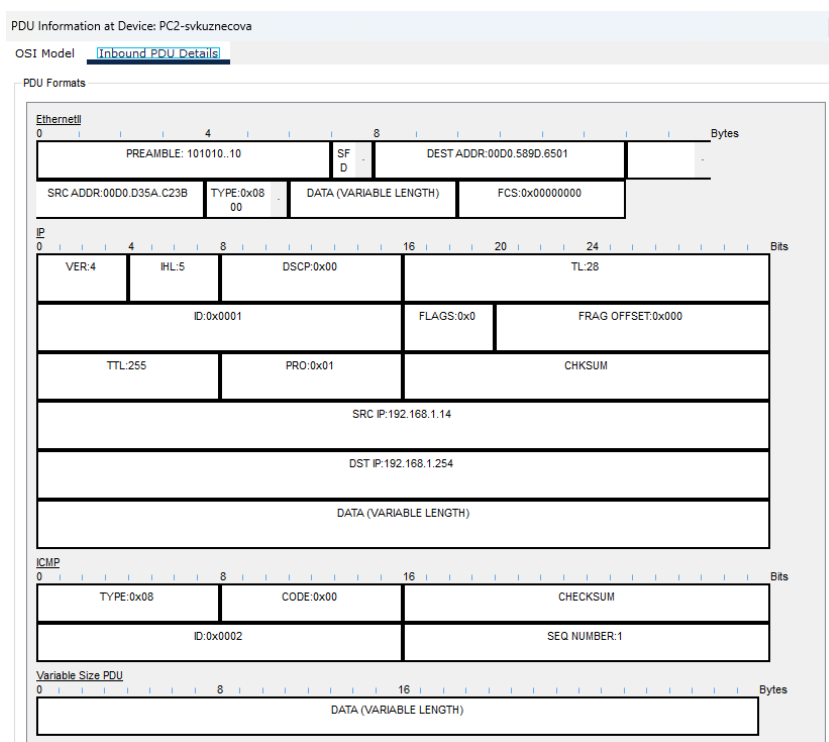 PDU Information at Device: PC2-svkuznecova
OSI Model Inbound PDU Details
PDU Formats
EthernetII
0 4 8 Bytes
PREAMBLE: 101010..10 SF D DEST ADDR:00D0.589D.6501
SRC ADDR:00D0.D35A.C23B TYPE:0x08 00 DATA (VARIABLE LENGTH) FCS:0x00000000
IP
0 4 8 16 20 24 Bits
VER:4 IHL:5 DSCP:0x00 TL:28
ID:0x0001 FLAGS:0x0 FRAG OFFSET:0x000
TTL:255 PRO:0x01 CHKSUM
SRC IP:192.168.1.14
DST IP:192.168.1.254
DATA (VARIABLE LENGTH)
ICMP
0 8 16 Bits
TYPE:0x08 CODE:0x00 CHECKSUM
ID:0x0002 SEQ NUMBER:1
Variable Size PDU
0 8 16 Bytes
DATA (VARIABLE LENGTH)